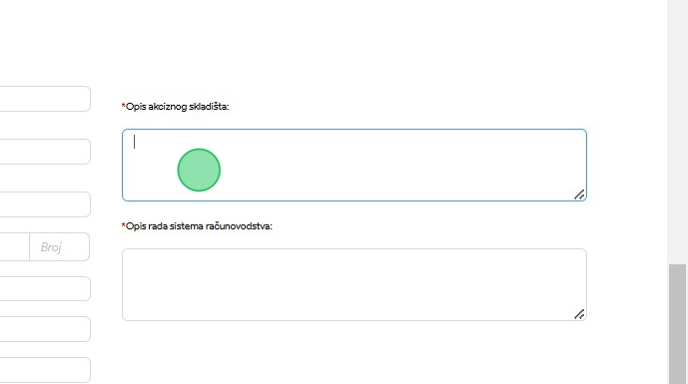 *Opis akciznog skladišta:
*Opis rada sistema računovodstva:
Broj